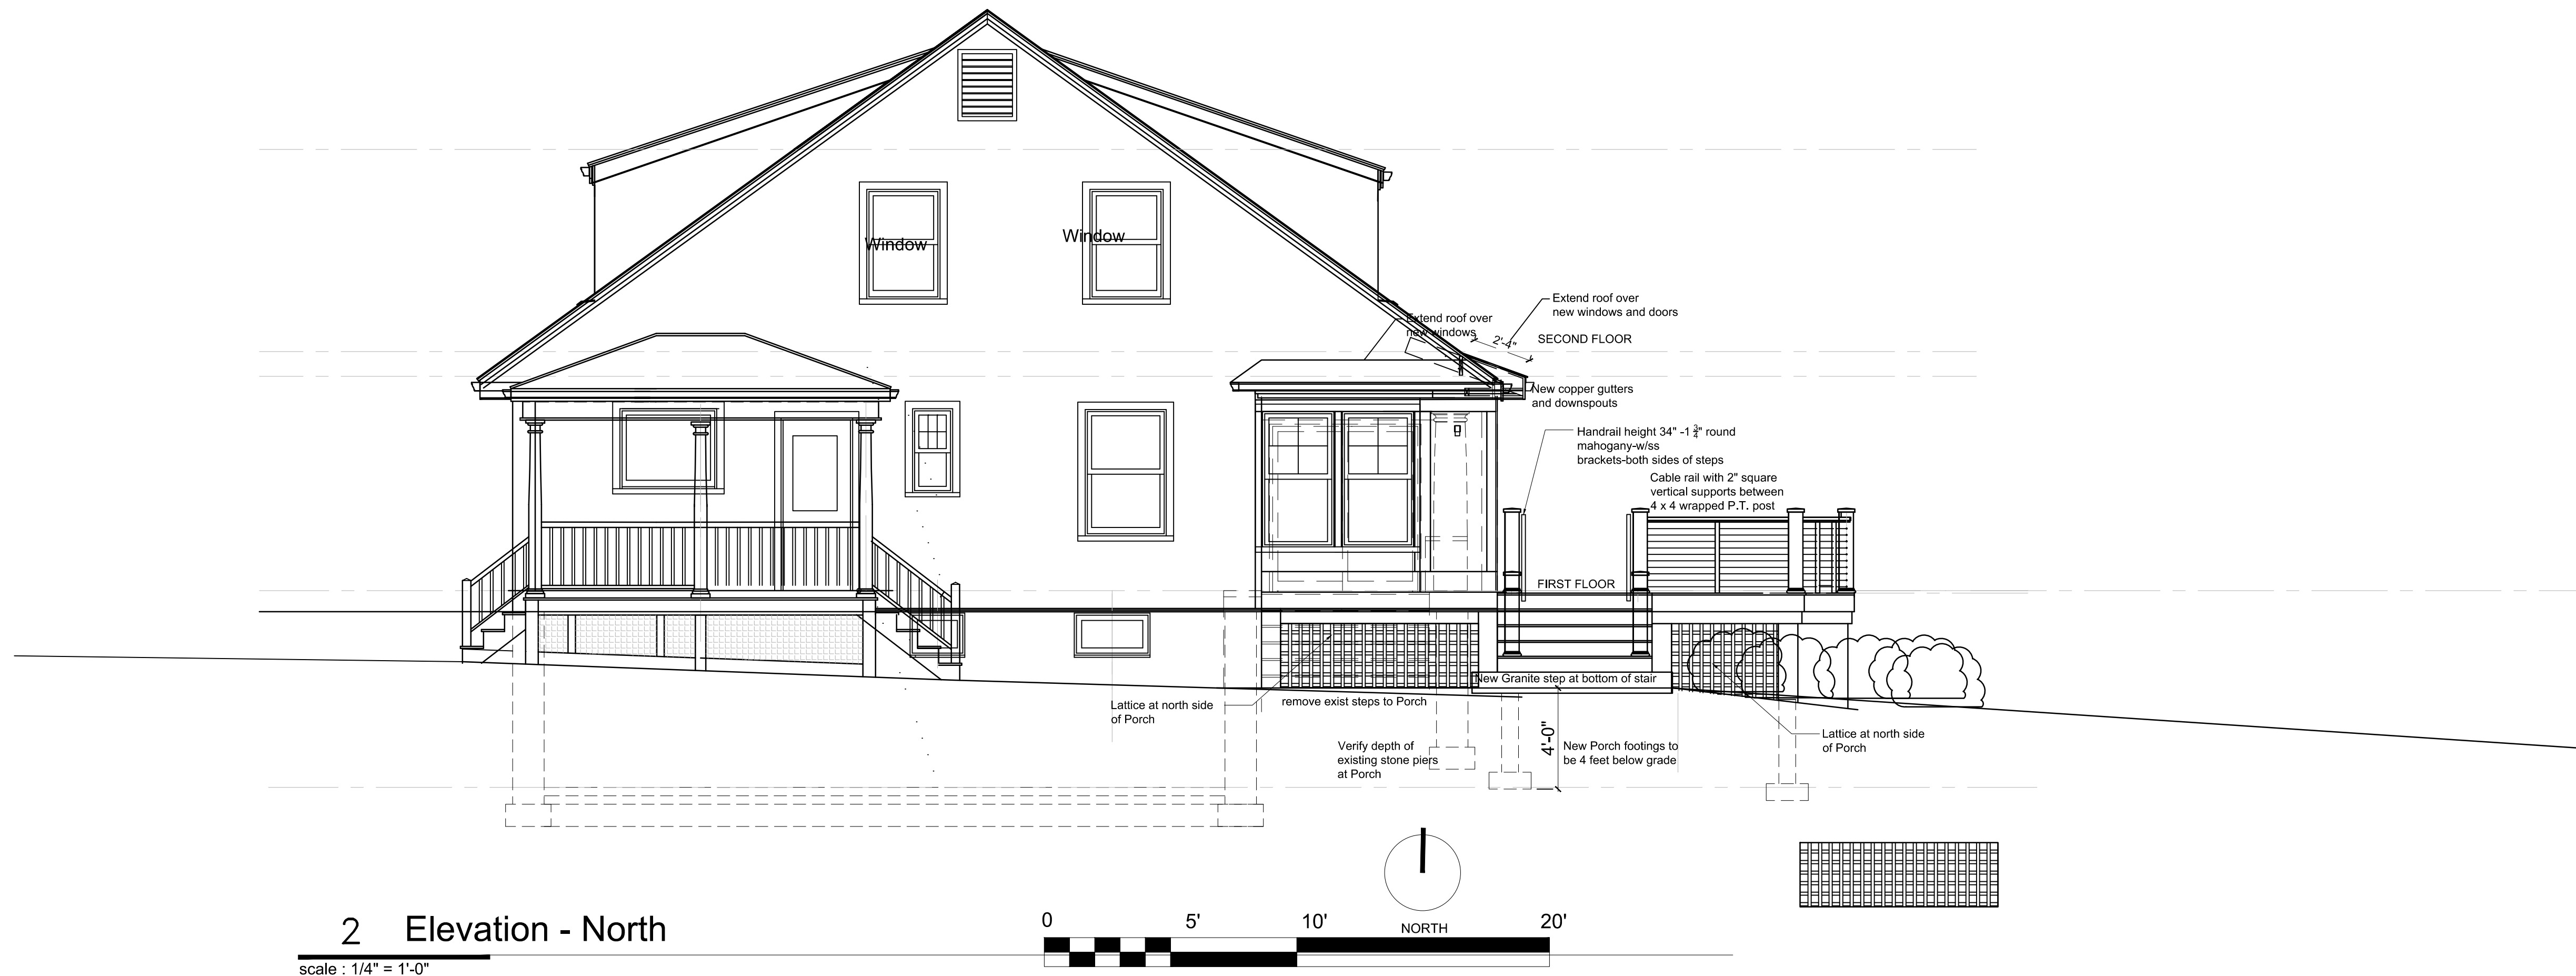 Window
Window
Extend roof over
new windows and doors
Extend roof over
new windows
2'-4"
SECOND FLOOR
New copper gutters
and downspouts
Handrail height 34" -1 3/4" round
mahogany-w/ss
brackets-both sides of steps
Cable rail with 2" square
vertical supports between
4 x 4 wrapped P.T. post
FIRST FLOOR
New Granite step at bottom of stair
Lattice at north side
of Porch
remove exist steps to Porch
Verify depth of
existing stone piers
at Porch
4'-0"
New Porch footings to
be 4 feet below grade
Lattice at north side
of Porch
NORTH
2 Elevation - North
scale : 1/4" = 1'-0"
0 5' 10' 20'